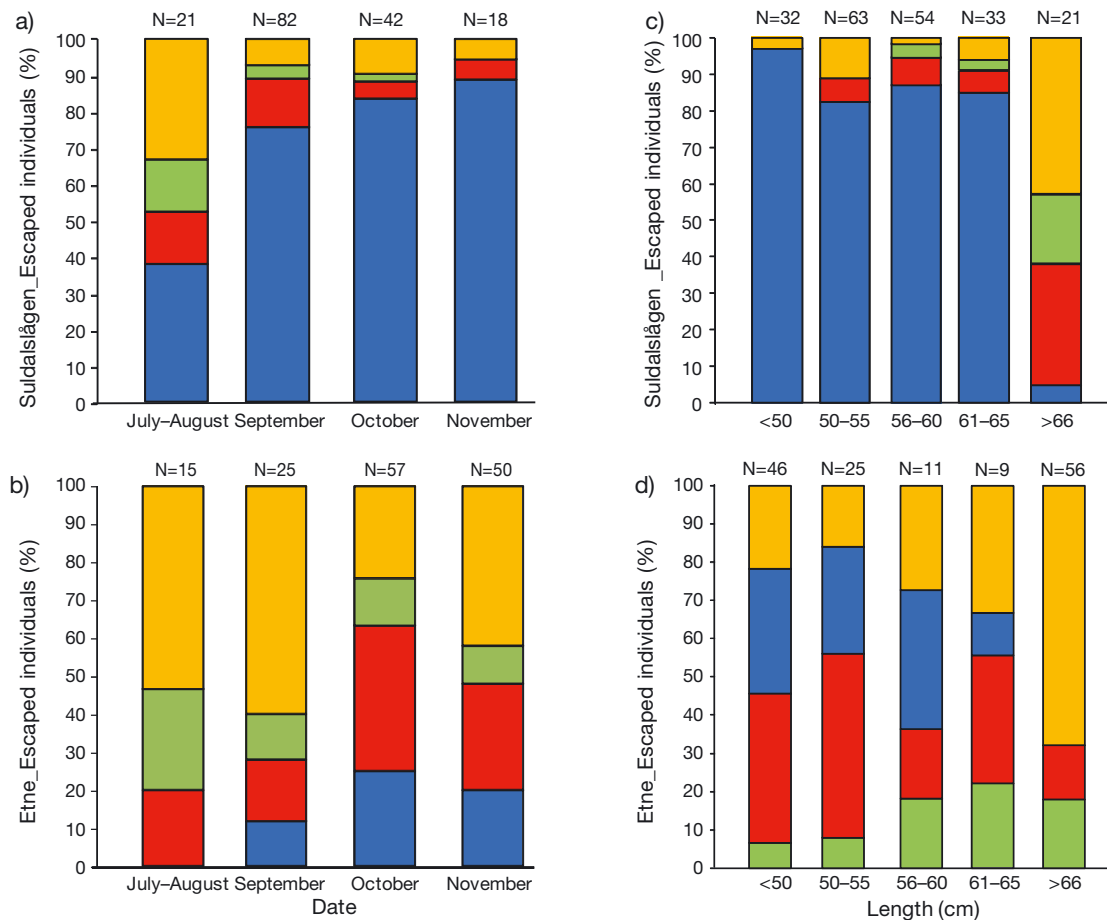 a)
N=21 N=82 N=42 N=18
Suldalslågen_Escaped individuals (%)
100
90
80
70
60
50
40
30
20
10
0
July–August September October November
c)
N=32 N=63 N=54 N=33 N=21
Suldalslågen _Escaped individuals (%)
100
90
80
70
60
50
40
30
20
10
0
<50 50–55 56–60 61–65 >66
b)
N=15 N=25 N=57 N=50
Etne_Escaped individuals (%)
100
90
80
70
60
50
40
30
20
10
0
July–August September October November
Date
d)
N=46 N=25 N=11 N=9 N=56
Etne_Escaped individuals (%)
100
90
80
70
60
50
40
30
20
10
0
<50 50–55 56–60 61–65 >66
Length (cm)